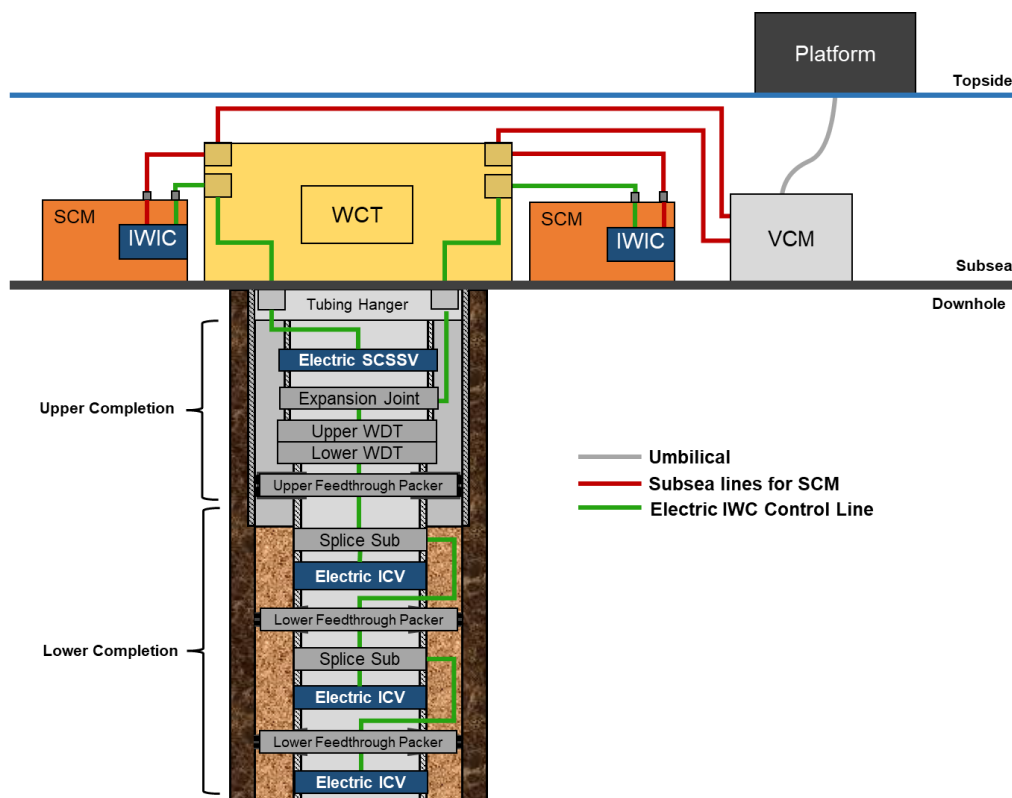 Platform
Topside
SCM
IWIC
WCT
SCM
IWIC
VCM
Subsea
Downhole
Tubing Hanger
Electric SCSSV
Expansion Joint
Upper Completion
Upper WDT
Lower WDT
Upper Feedthrough Packer
Umbilical
Subsea lines for SCM
Electric IWC Control Line
Splice Sub
Electric ICV
Lower Feedthrough Packer
Lower Completion
Splice Sub
Electric ICV
Lower Feedthrough Packer
Electric ICV